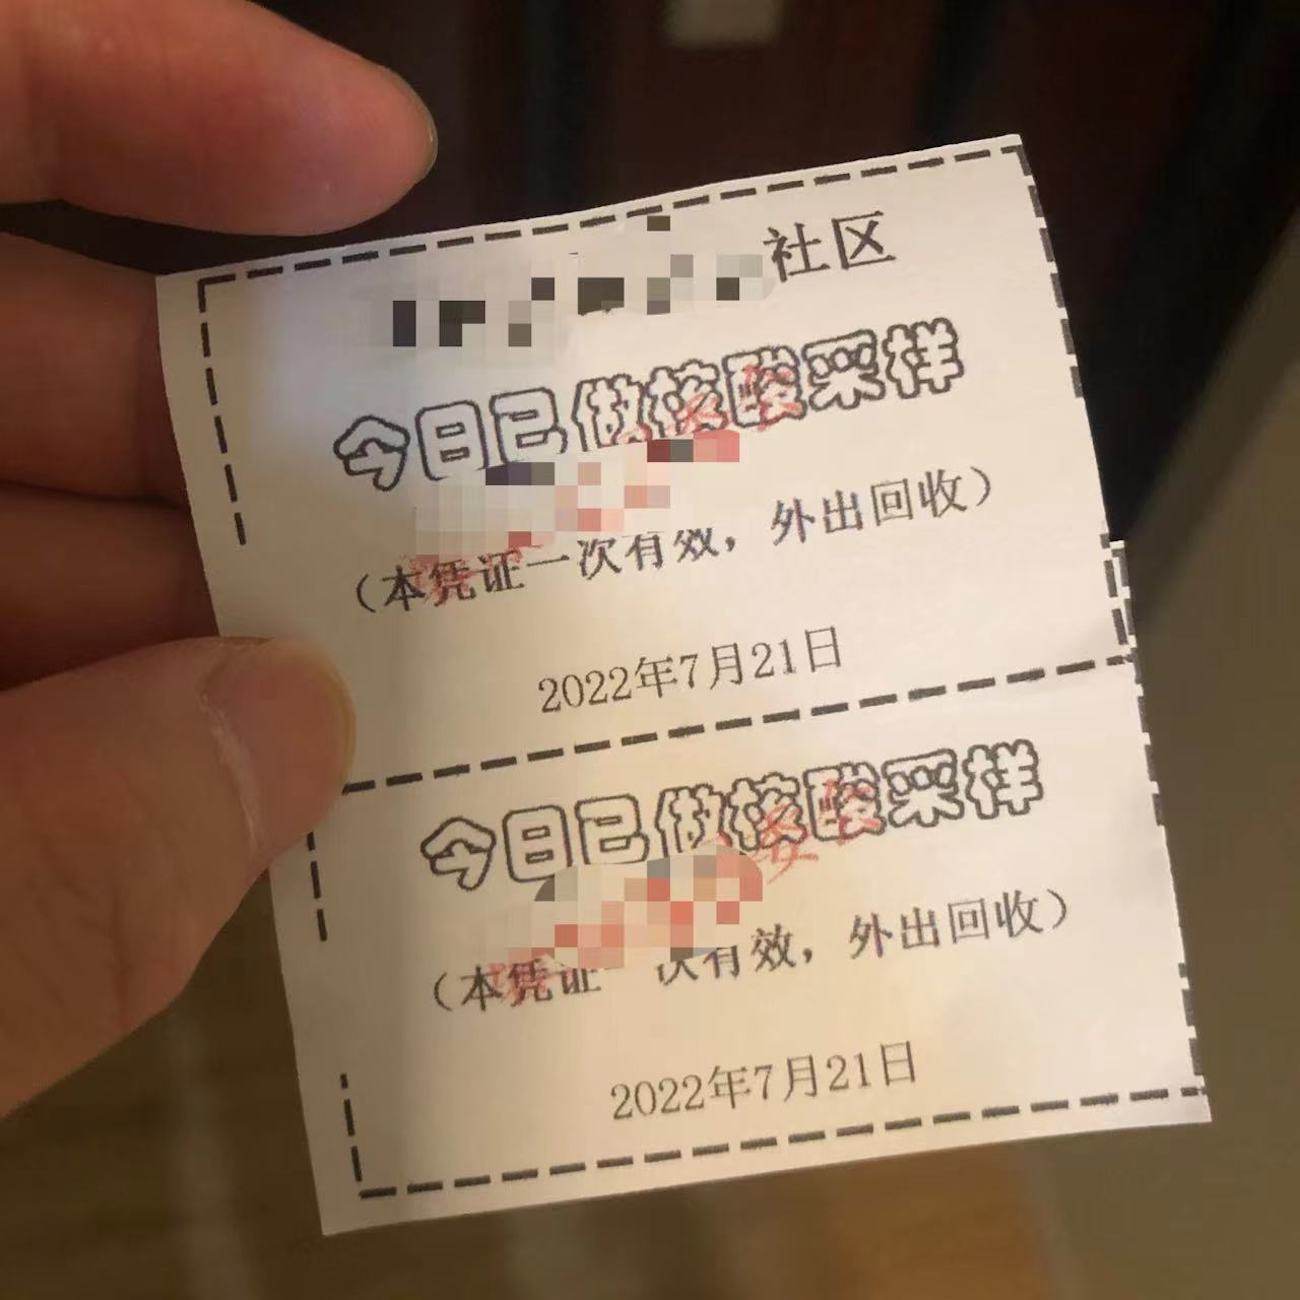 社区
今日已做核酸采样
（本凭证一次有效，外出回收）
2022年7月21日
今日已做核酸采样
（本凭证一次有效，外出回收）
2022年7月21日